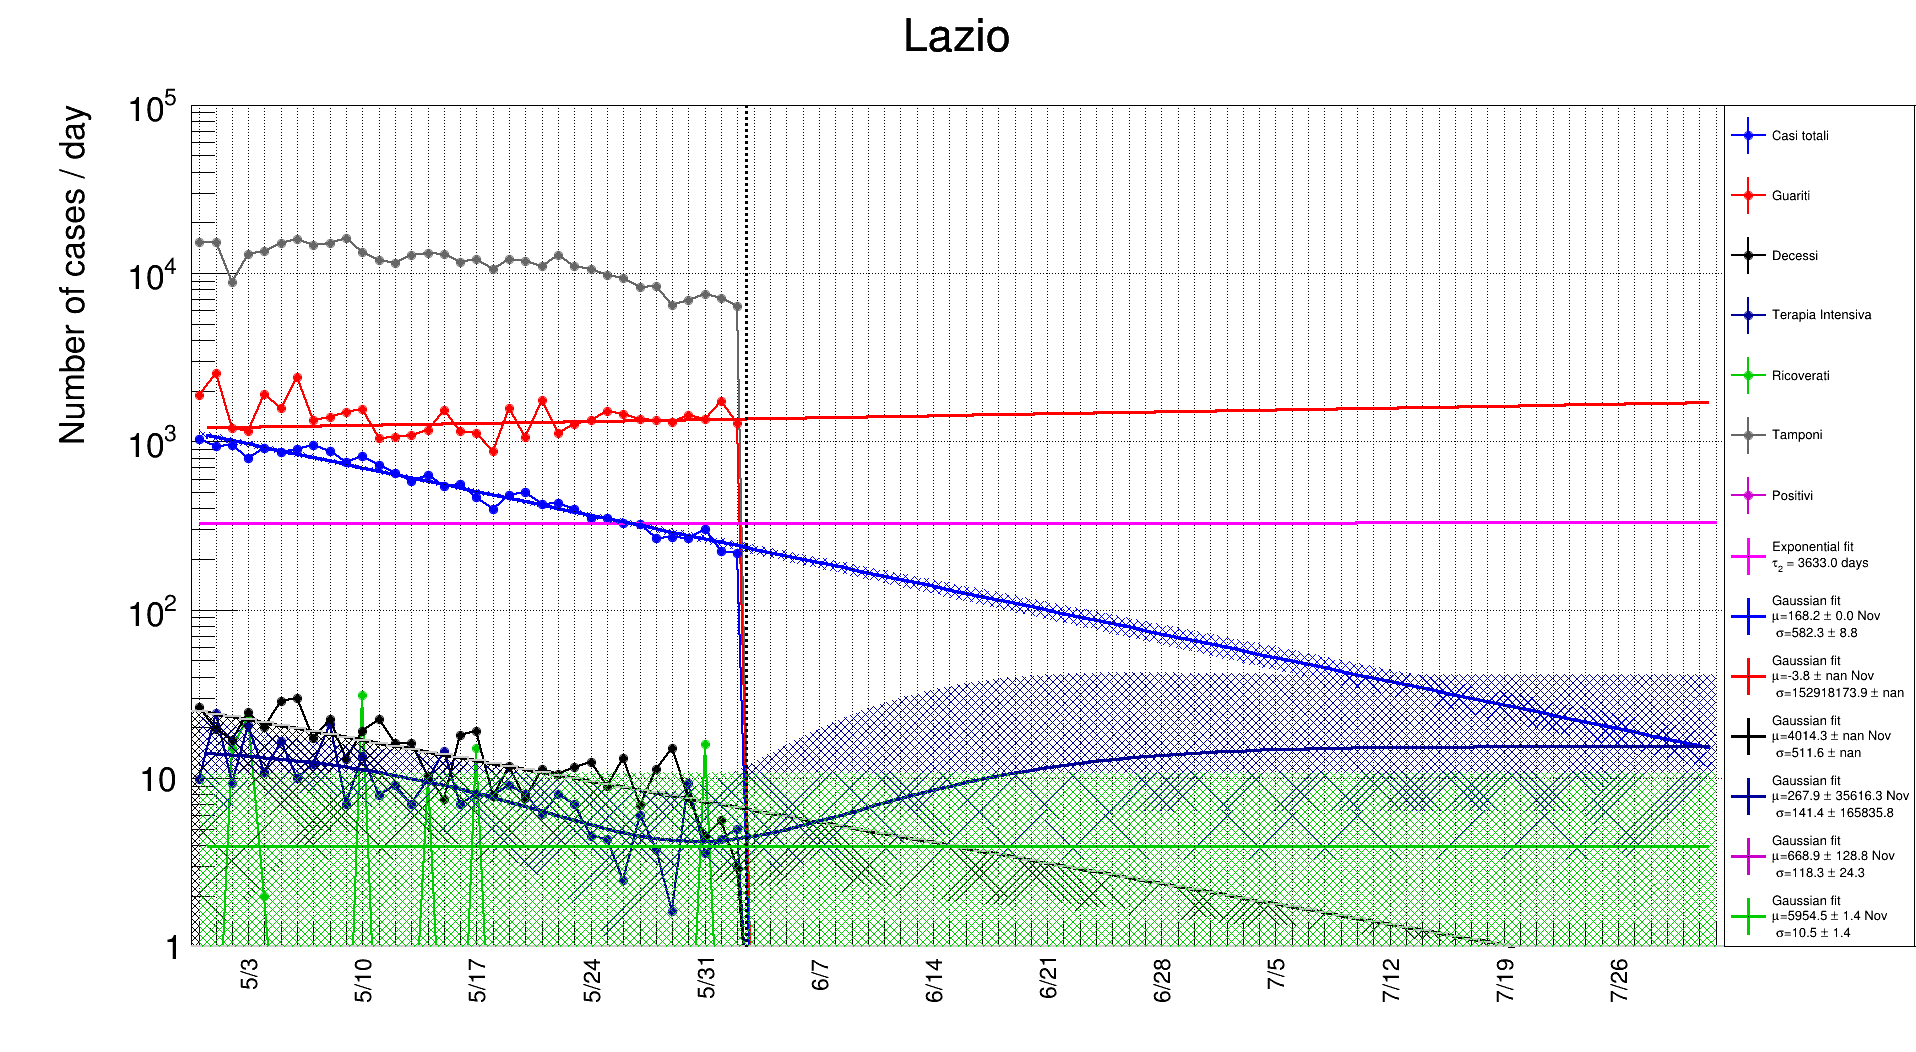 Lazio
Number of cases / day
10^5
10^4
10^3
10^2
10
1
5/3
5/10
5/17
5/24
5/31
6/7
6/14
6/21
6/28
7/5
7/12
7/19
7/26
Casi totali
Guariti
Decessi
Terapia Intensiva
Ricoverati
Tamponi
Positivi
Exponential fit
τ₂ = 3633.0 days
Gaussian fit
μ=168.2 ± 0.0 Nov
σ=582.3 ± 8.8
Gaussian fit
μ=-3.8 ± nan Nov
σ=152918173.9 ± nan
Gaussian fit
μ=4014.3 ± nan Nov
σ=511.6 ± nan
Gaussian fit
μ=267.9 ± 35616.3 Nov
σ=141.4 ± 165835.8
Gaussian fit
μ=668.9 ± 128.8 Nov
σ=118.3 ± 24.3
Gaussian fit
μ=5954.5 ± 1.4 Nov
σ=10.5 ± 1.4